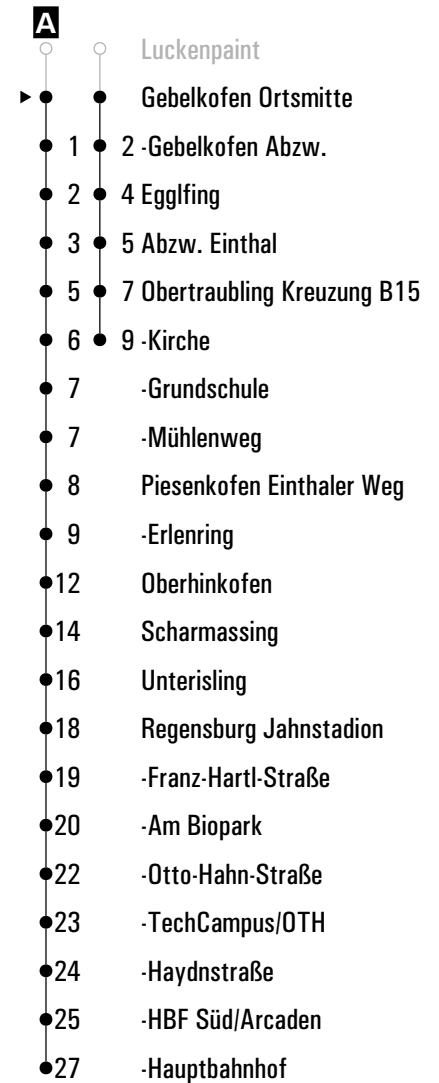 A
Luckenpaint
Gebelkofen Ortsmitte
1 2 -Gebelkofen Abzw.
2 4 Egglfing
3 5 Abzw. Einthal
5 7 Obertraubling Kreuzung B15
6 9 -Kirche
7 -Grundschule
7 -Mühlenweg
8 Piesenkofen Einthaler Weg
9 -Erlenring
12 Oberhinkofen
14 Scharmassing
16 Unterisling
18 Regensburg Jahnstadion
19 -Franz-Hartl-Straße
20 -Am Biopark
22 -Otto-Hahn-Straße
23 -TechCampus/OTH
24 -Haydnstraße
25 -HBF Süd/Arcaden
27 -Hauptbahnhof